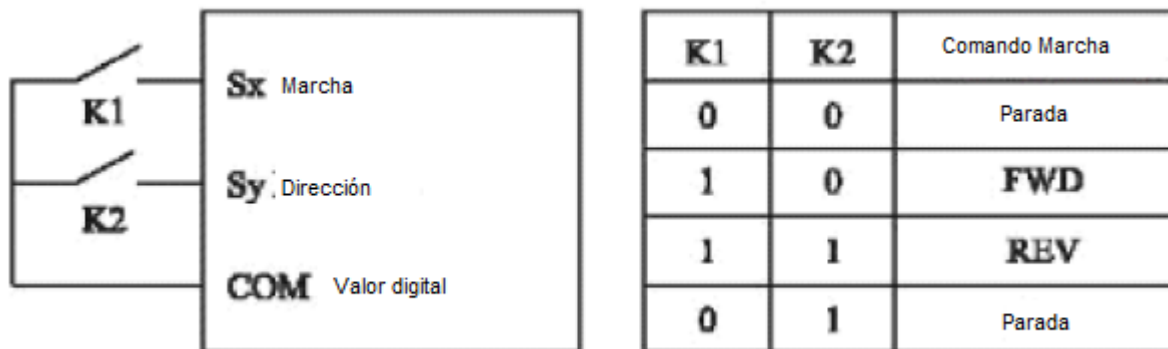 Sx Marcha
K1
Sy Dirección
K2
COM Valor digital
K1 K2 Comando Marcha
0 0 Parada
1 0 FWD
1 1 REV
0 1 Parada